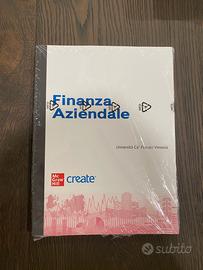 Finanza
Aziendale
Università Ca' Foscari Venezia
Mc
Graw
Hill
create
subito